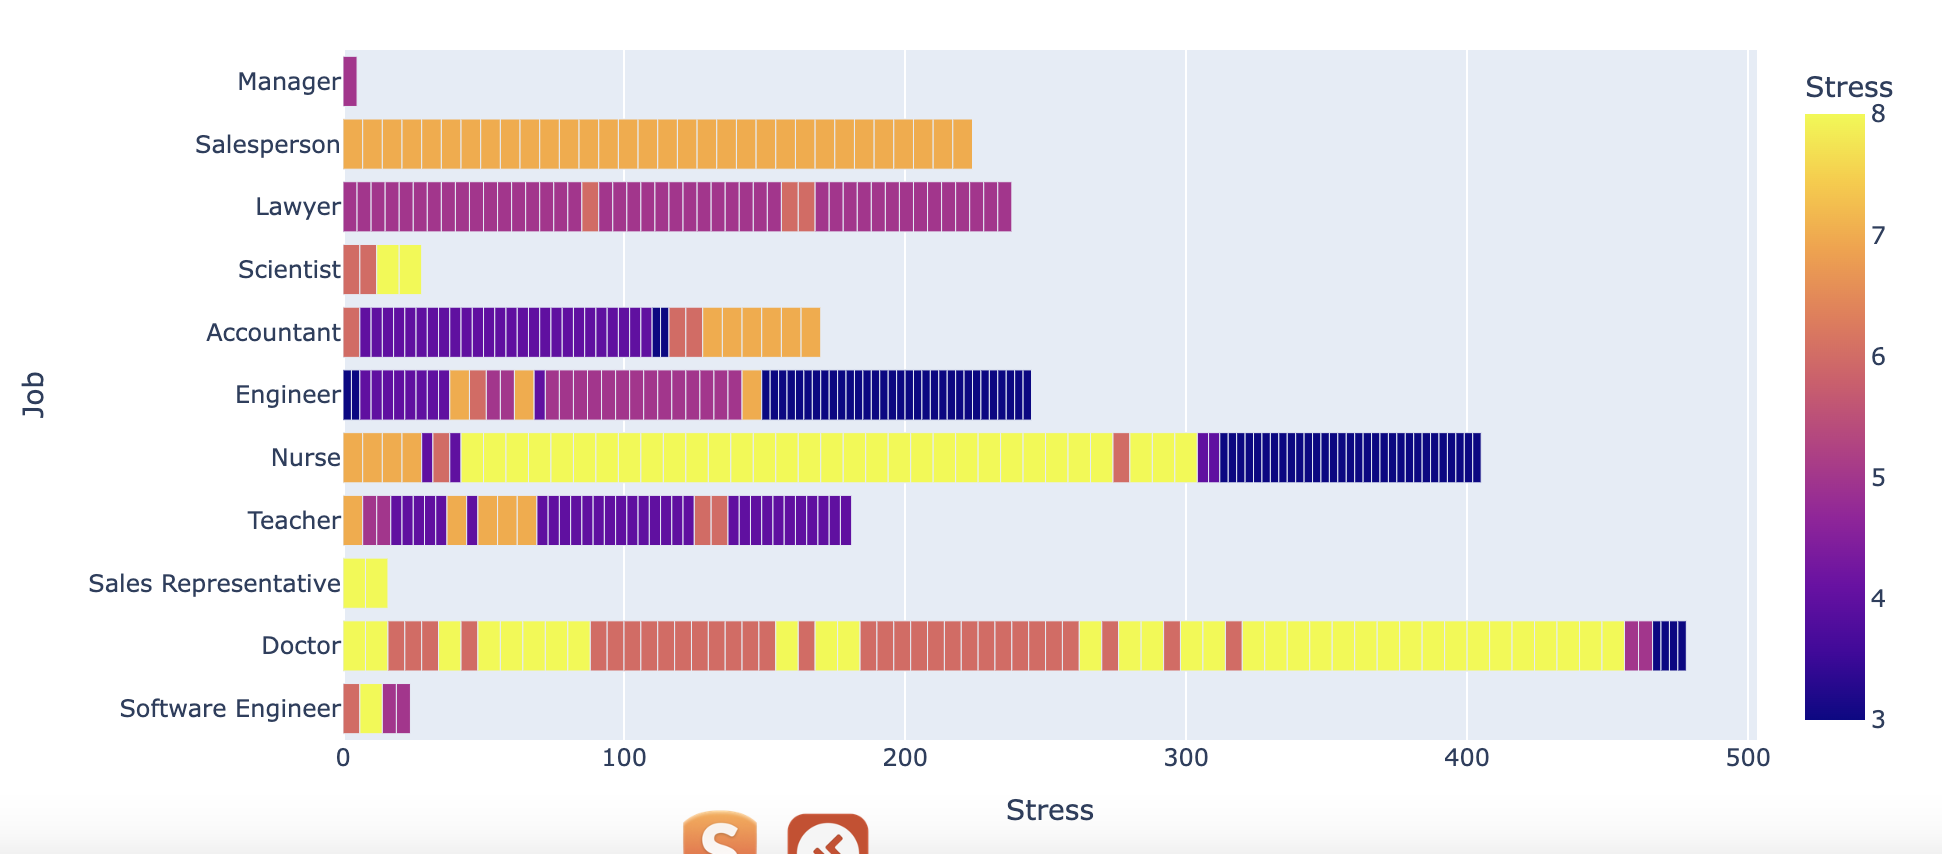 Manager
Salesperson
Lawyer
Scientist
Accountant
Engineer
Nurse
Teacher
Sales Representative
Doctor
Software Engineer
Job
0 100 200 300 400 500
Stress
Stress
8
7
6
5
4
3
S